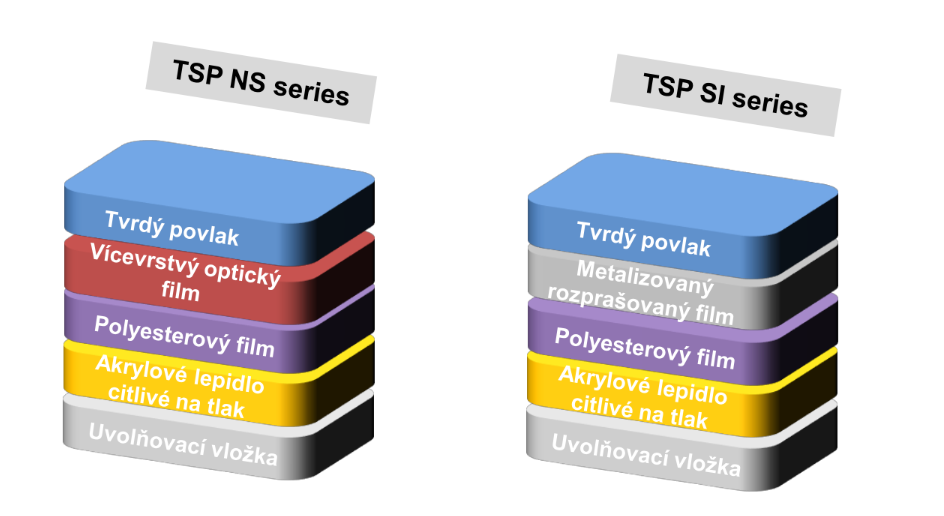 TSP NS series
Tvrdý povlak
Vícevrstvý optický
film
Polyesterový film
Akrylové lepidlo
citlivé na tlak
Uvolňovací vložka
TSP SI series
Tvrdý povlak
Metalizovaný
rozprašovaný film
Polyesterový film
Akrylové lepidlo
citlivé na tlak
Uvolňovací vložka